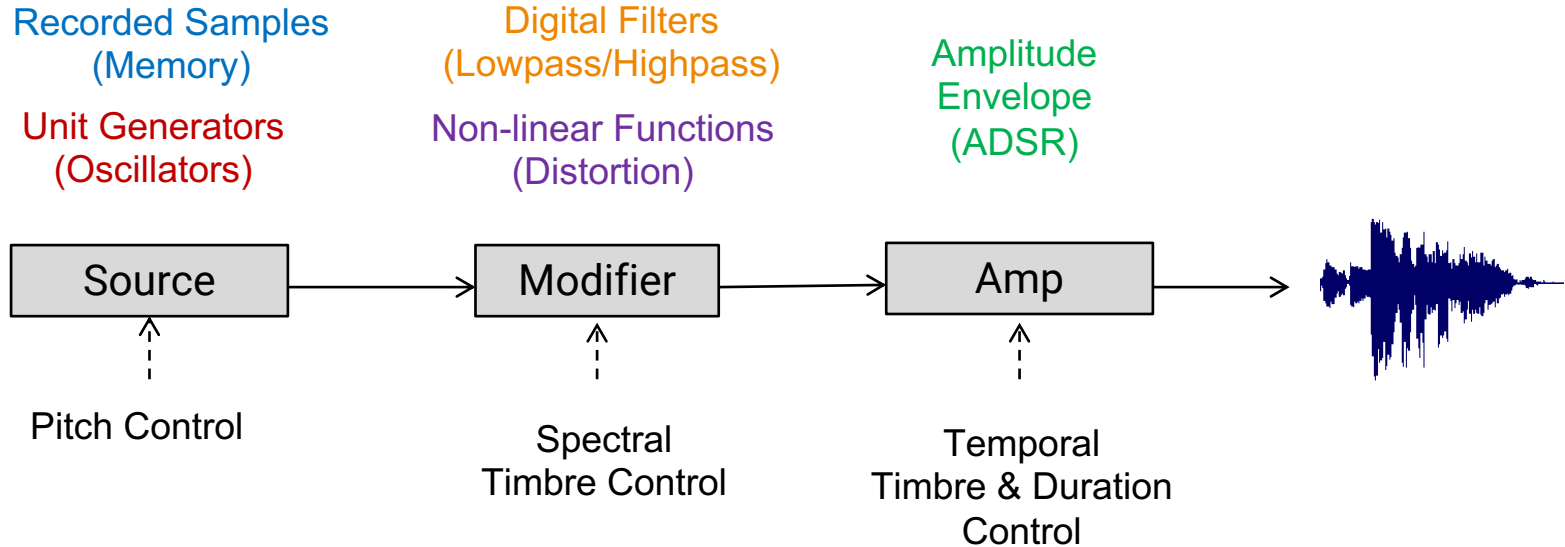 Recorded Samples
(Memory)
Unit Generators
(Oscillators)
Digital Filters
(Lowpass/Highpass)
Non-linear Functions
(Distortion)
Amplitude
Envelope
(ADSR)
Source
Modifier
Amp
Pitch Control
Spectral
Timbre Control
Temporal
Timbre & Duration
Control